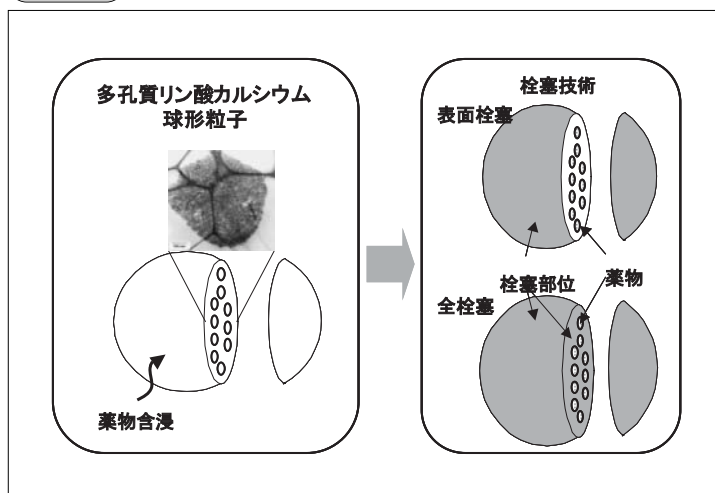 多孔質リン酸カルシウム
球形粒子
薬物含浸
栓塞技術
表面栓塞
栓塞部位
薬物
全栓塞